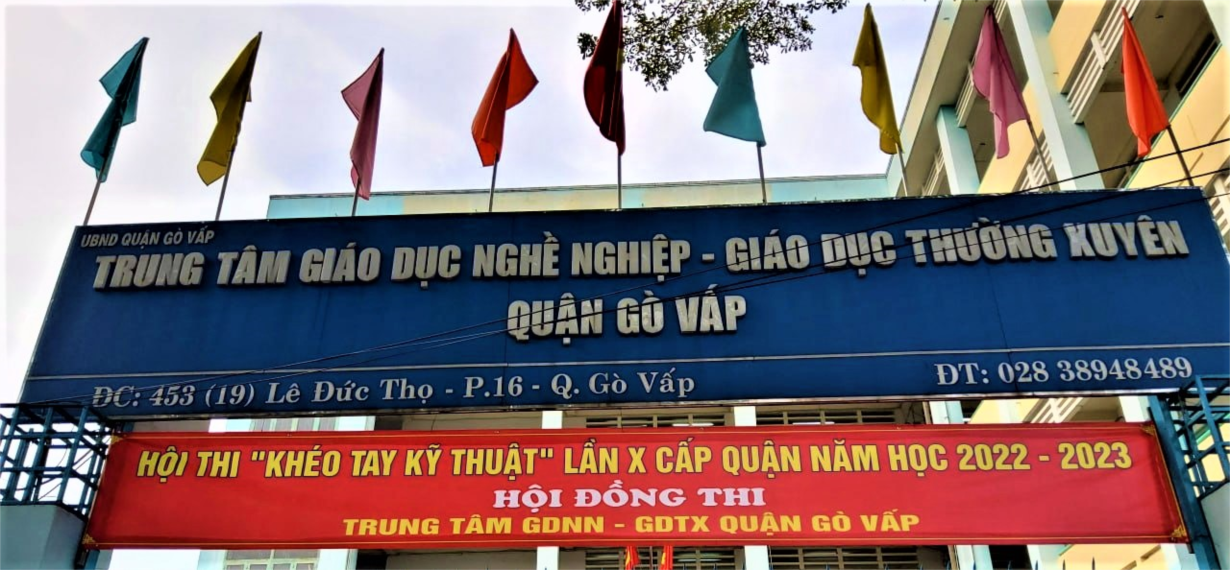 UBND QUẬN GÒ VẤP
TRUNG TÂM GIÁO DỤC NGHỀ NGHIỆP - GIÁO DỤC THƯỜNG XUYÊN
QUẬN GÒ VẤP
ĐC: 453 (19) Lê Đức Thọ - P.16 - Q. Gò Vấp
ĐT: 028 38948489
HỘI THI "KHÉO TAY KỸ THUẬT" LẦN X CẤP QUẬN NĂM HỌC 2022 - 2023
HỘI ĐỒNG THI
TRUNG TÂM GDNN - GDTX QUẬN GÒ VẤP